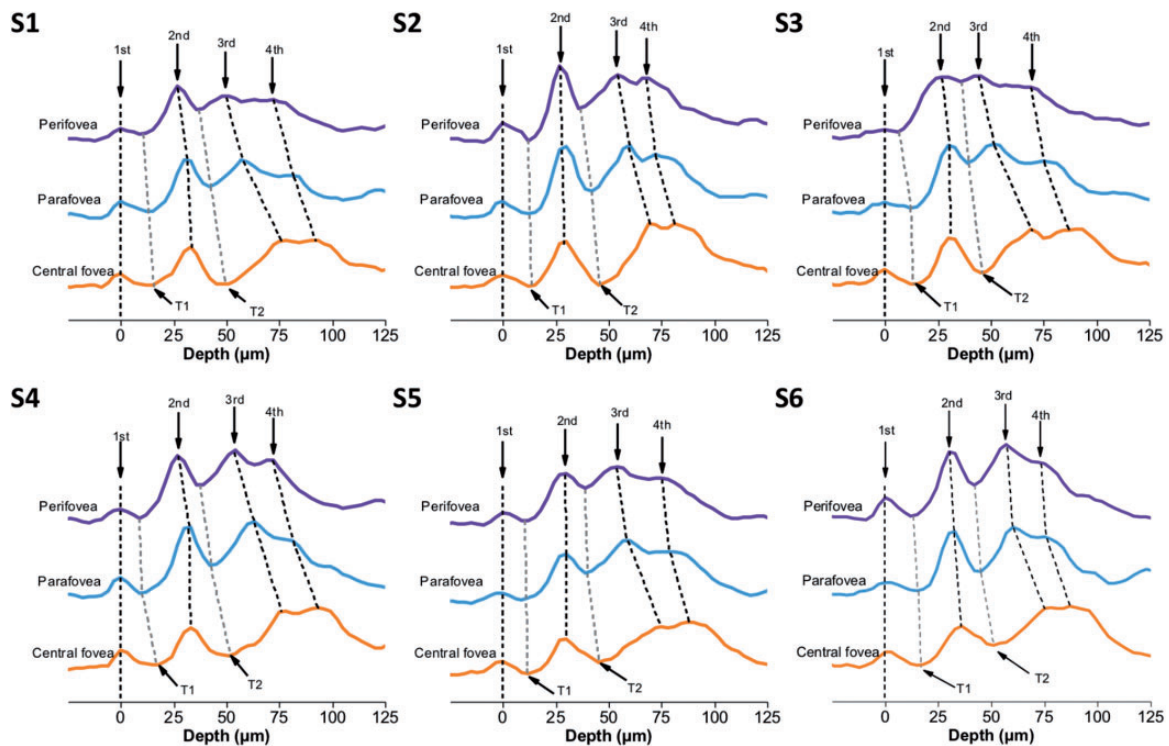 S1
1st
2nd
3rd
4th
Perifovea
Parafovea
Central fovea
T1
T2
0 25 50 75 100 125
Depth (µm)
S2
1st
2nd
3rd
4th
Perifovea
Parafovea
Central fovea
T1
T2
0 25 50 75 100 125
Depth (µm)
S3
1st
2nd
3rd
4th
Perifovea
Parafovea
Central fovea
T1
T2
0 25 50 75 100 125
Depth (µm)
S4
1st
2nd
3rd
4th
Perifovea
Parafovea
Central fovea
T1
T2
0 25 50 75 100 125
Depth (µm)
S5
1st
2nd
3rd
4th
Perifovea
Parafovea
Central fovea
T1
T2
0 25 50 75 100 125
Depth (µm)
S6
1st
2nd
3rd
4th
Perifovea
Parafovea
Central fovea
T1
T2
0 25 50 75 100 125
Depth (µm)